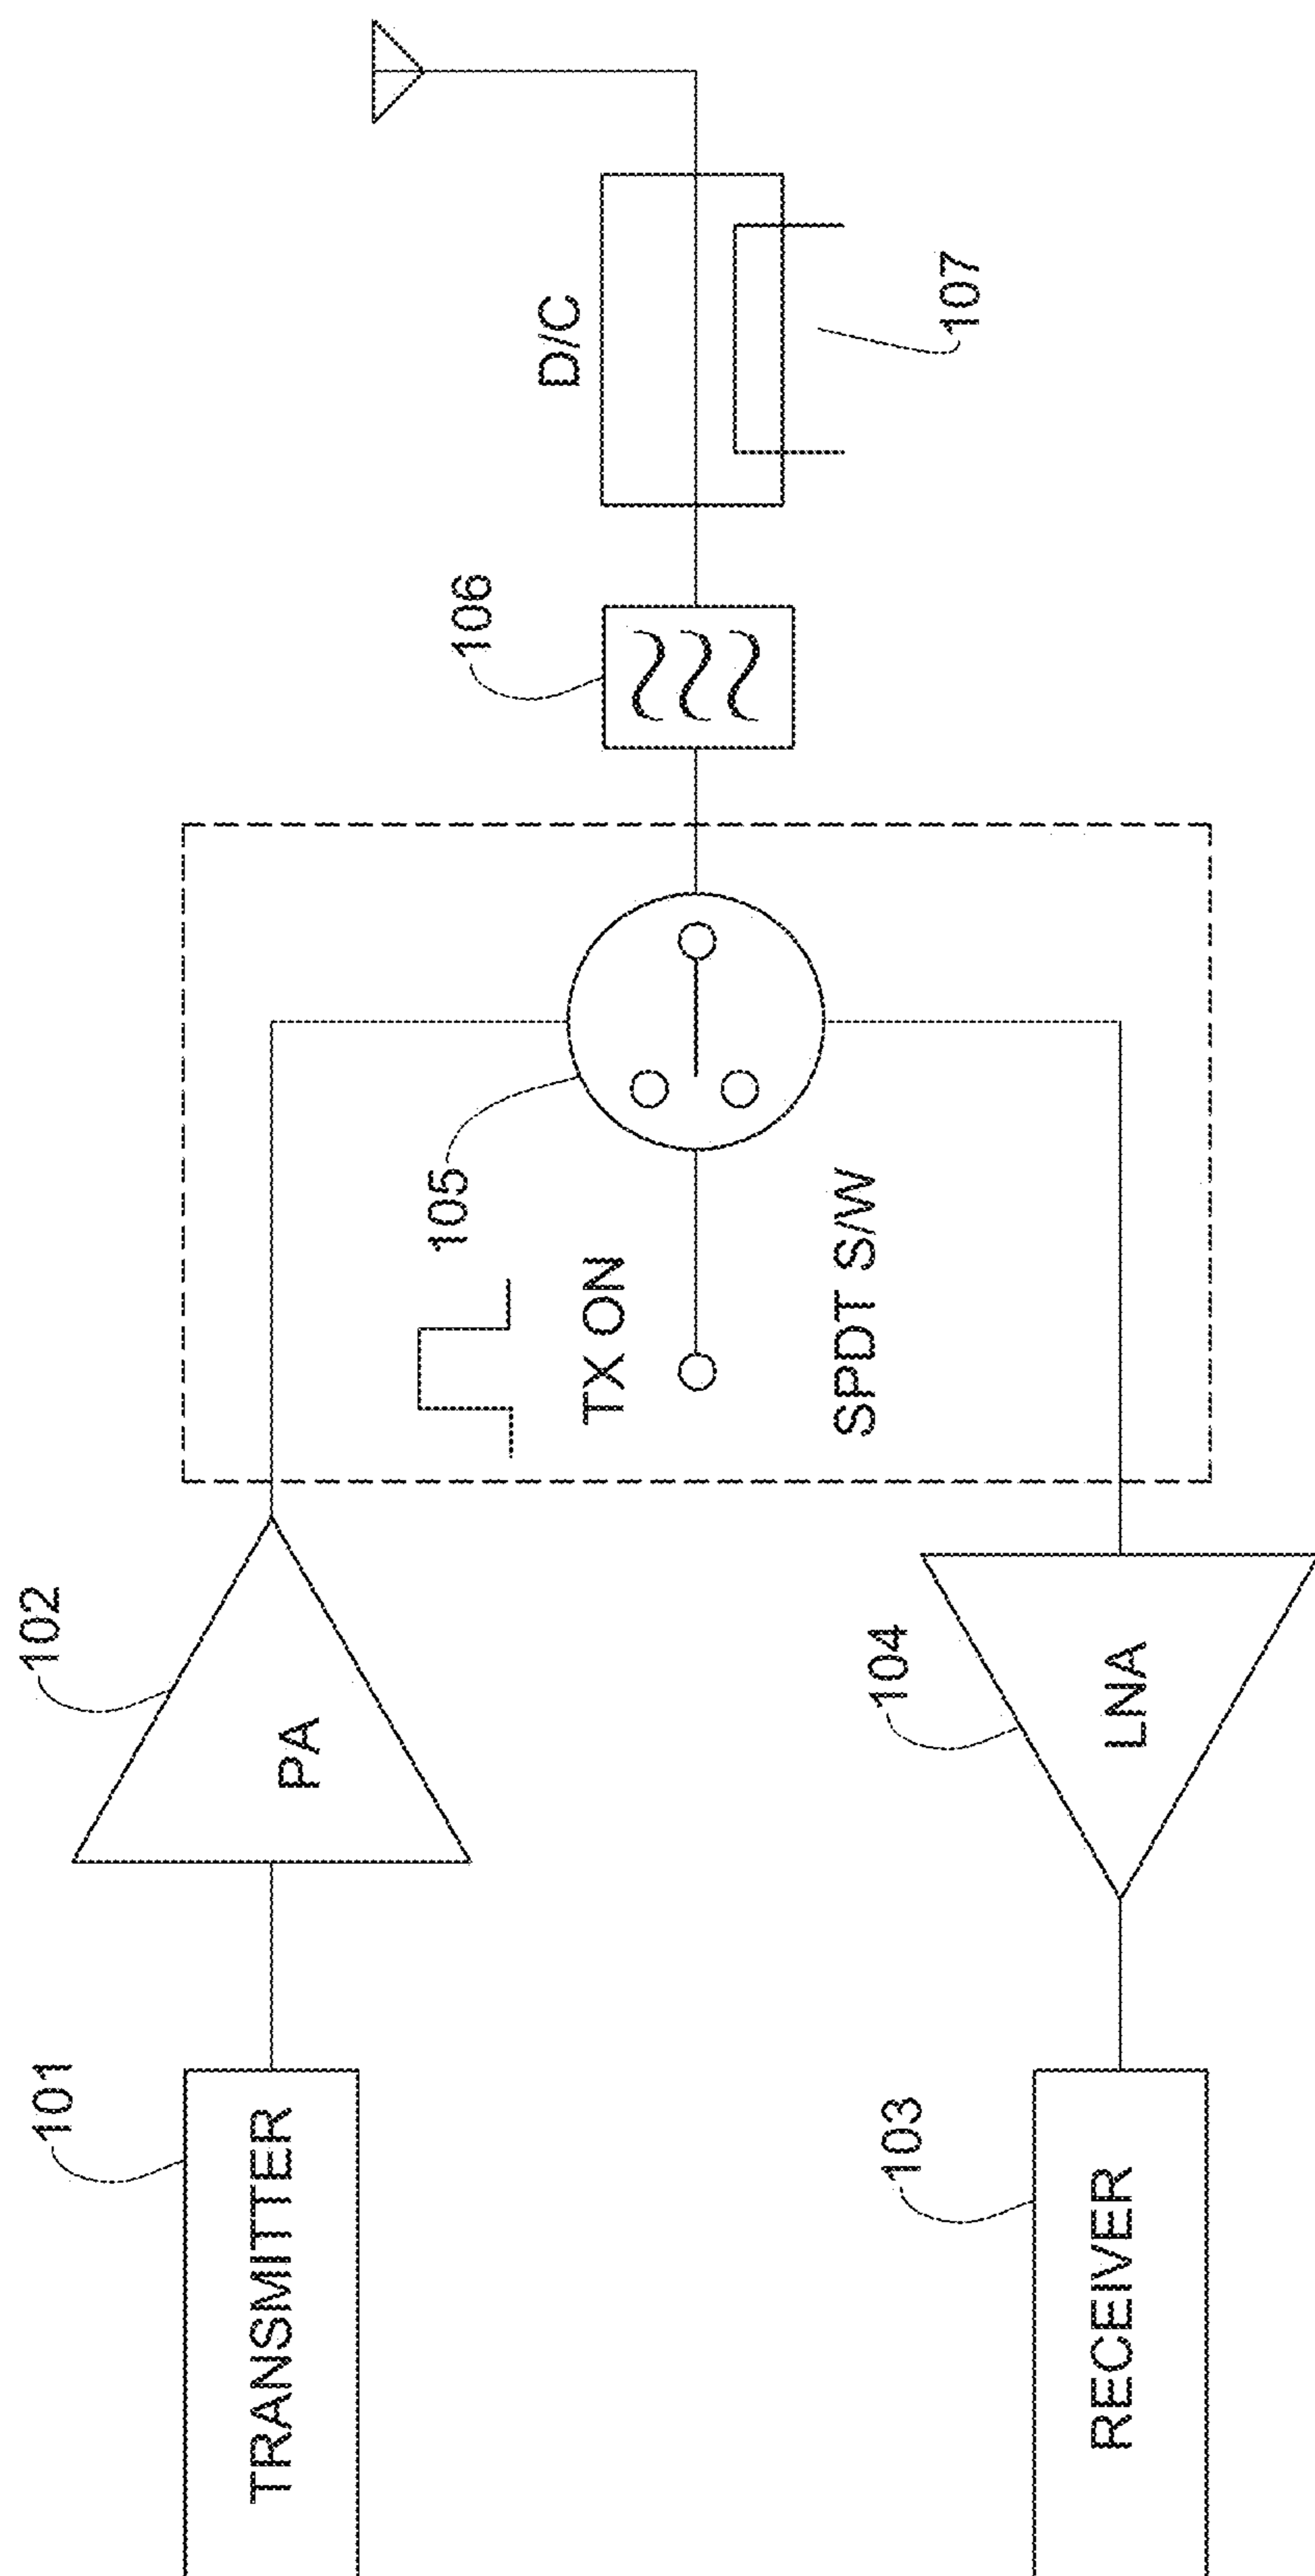 101
TRANSMITTER
102
PA
105
TX ON
SPDT S/W
106
D/C
107
103
RECEIVER
104
LNA